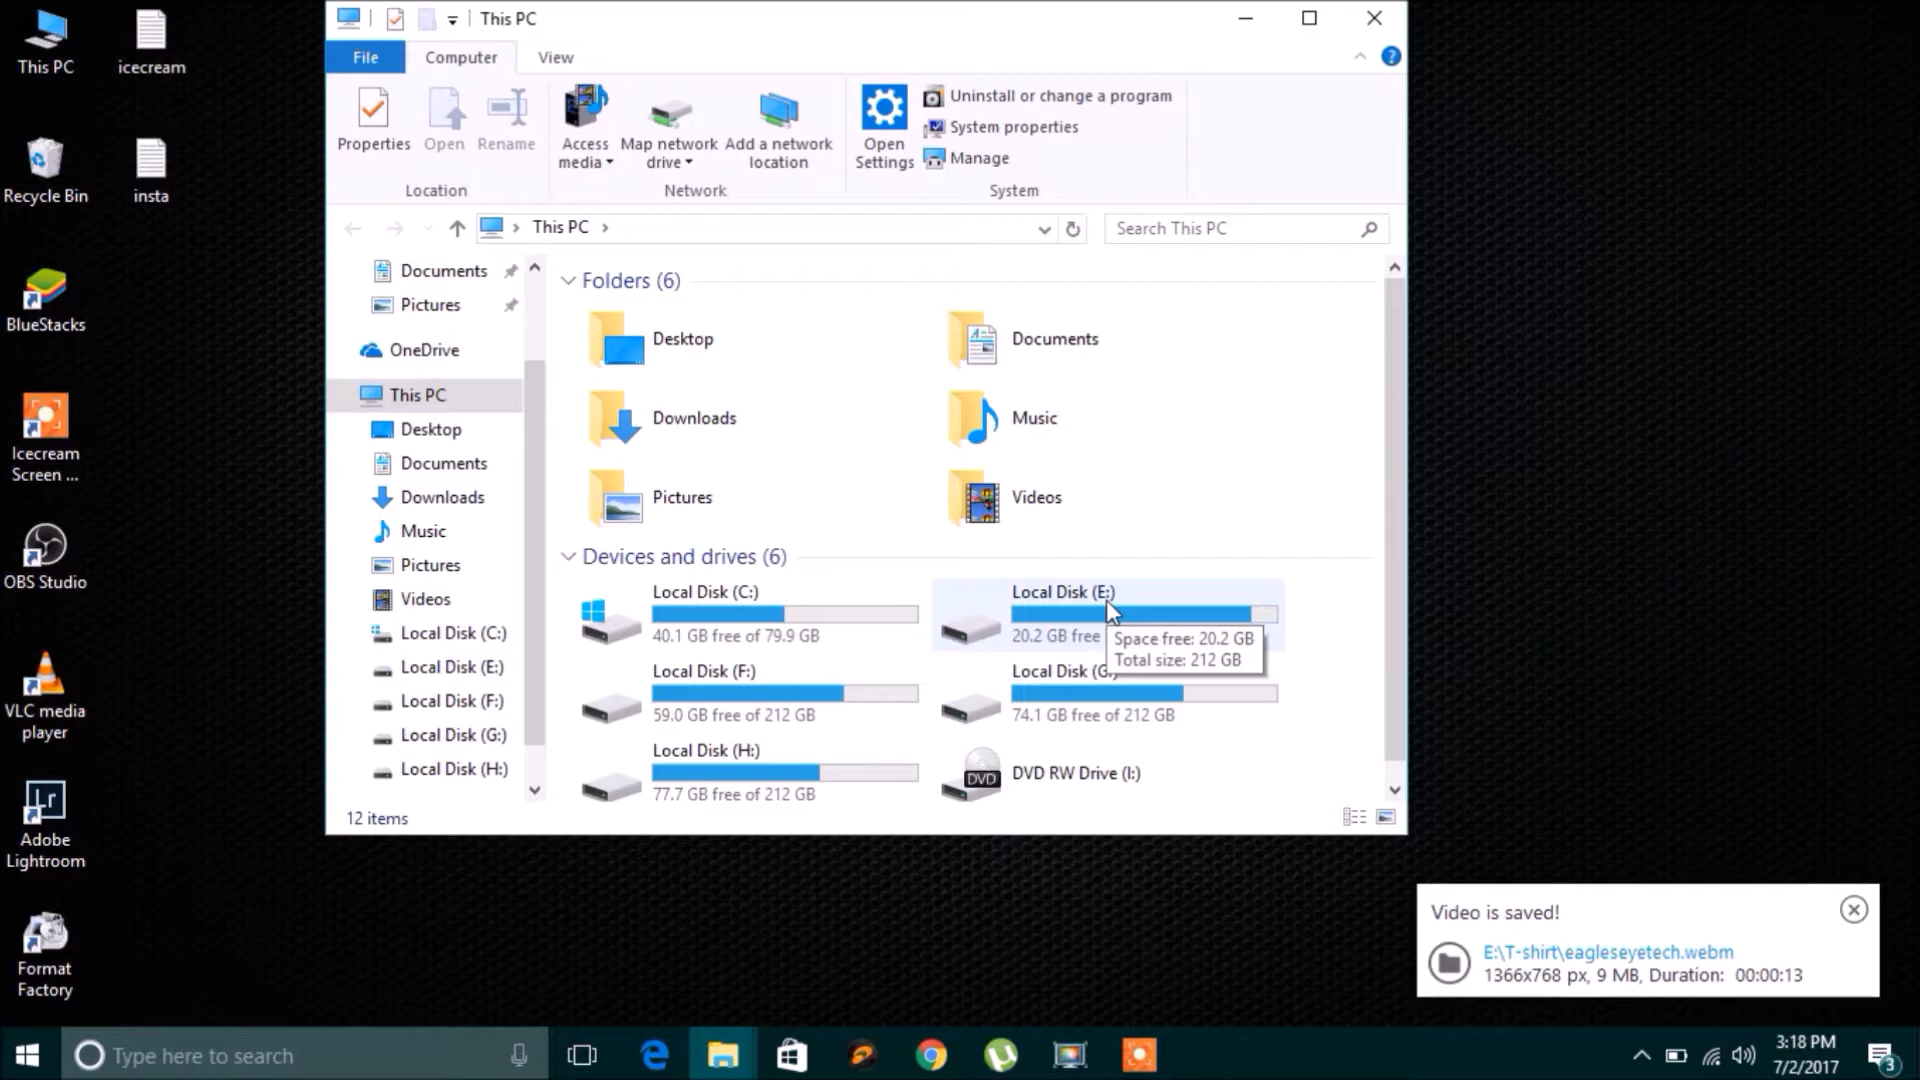 This PC
icecream
Recycle Bin
insta
BlueStacks
Icecream
Screen ...
OBS Studio
VLC media
player
Lr
Adobe
Lightroom
Format
Factory
This PC
File
Computer
View
?
Properties
Open
Rename
Access
media
Map network
drive
Add a network
location
Open
Settings
Uninstall or change a program
System properties
Manage
Location
Network
System
This PC
Search This PC
Documents
Pictures
OneDrive
This PC
Desktop
Documents
Downloads
Music
Pictures
Videos
Local Disk (C:)
Local Disk (E:)
Local Disk (F:)
Local Disk (G:)
Local Disk (H:)
Folders (6)
Desktop
Documents
Downloads
Music
Pictures
Videos
Devices and drives (6)
Local Disk (C:)
40.1 GB free of 79.9 GB
Local Disk (E:)
20.2 GB free
Space free: 20.2 GB
Total size: 212 GB
Local Disk (F:)
59.0 GB free of 212 GB
Local Disk (G:)
74.1 GB free of 212 GB
Local Disk (H:)
77.7 GB free of 212 GB
DVD
DVD RW Drive (I:)
12 items
Video is saved!
E:\T-shirt\eagleseyetech.webm
1366x768 px, 9 MB, Duration: 00:00:13
Type here to search
3:18 PM
7/2/2017
3